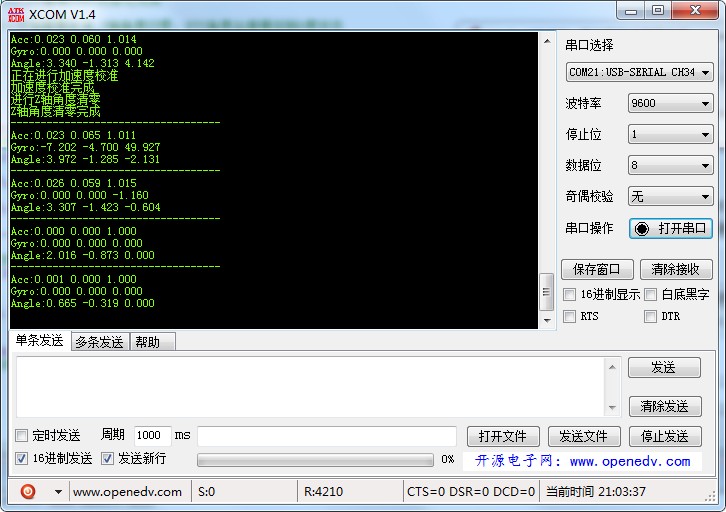 ATK XCOM
XCOM V1.4
Acc:0.023 0.060 1.014
Gyro:0.000 0.000 0.000
Angle:3.340 -1.313 4.142
正在进行加速度校准
加速度校准完成
进行Z轴角度清零
Z轴角度清零完成
-----------------------------------
Acc:0.023 0.065 1.011
Gyro:-7.202 -4.700 49.927
Angle:3.972 -1.285 -2.131
-----------------------------------
Acc:0.026 0.059 1.015
Gyro:0.000 0.000 -1.160
Angle:3.307 -1.423 -0.604
-----------------------------------
Acc:0.000 0.000 1.000
Gyro:0.000 0.000 0.000
Angle:2.016 -0.873 0.000
-----------------------------------
Acc:0.001 0.000 1.000
Gyro:0.000 0.000 0.000
Angle:0.665 -0.319 0.000
串口选择
COM21:USB-SERIAL CH34
波特率 9600
停止位 1
数据位 8
奇偶校验 无
串口操作 打开串口
保存窗口 清除接收
16进制显示 白底黑字
RTS DTR
单条发送 多条发送 帮助
发送
清除发送
定时发送 周期 1000 ms 打开文件 发送文件 停止发送
16进制发送 发送新行 0% 开源电子网：www.openedv.com
www.openedv.com S:0 R:4210 CTS=0 DSR=0 DCD=0 当前时间 21:03:37